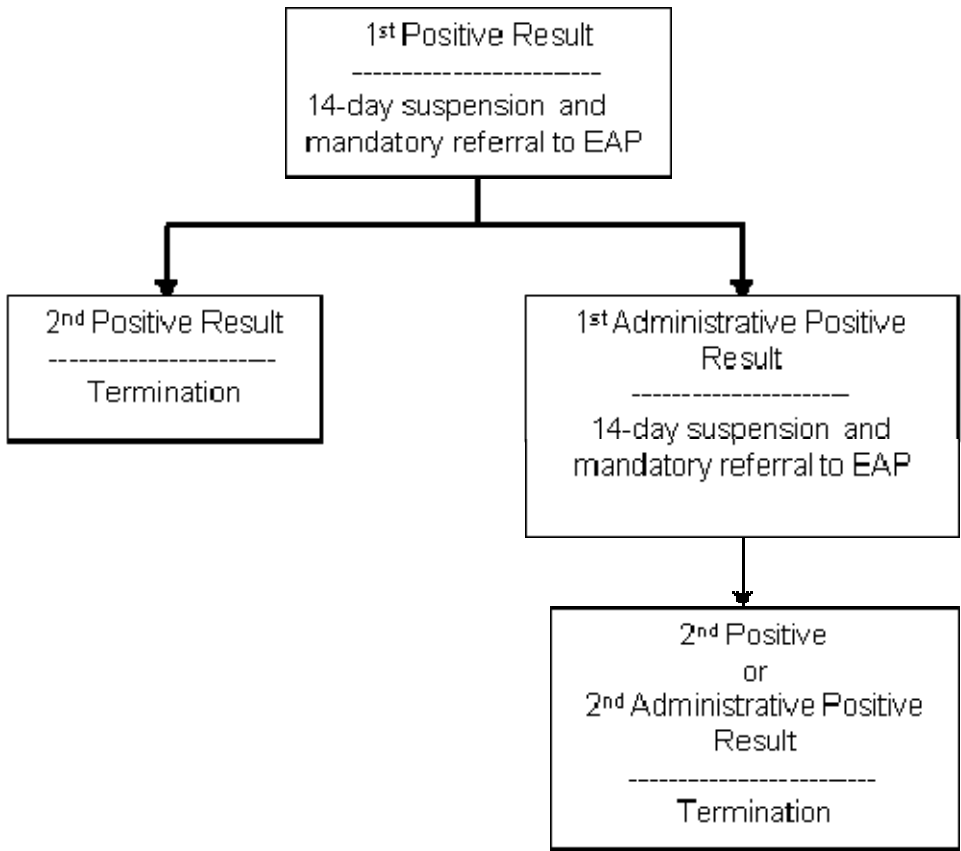 1st Positive Result
-------------------------
14-day suspension and
mandatory referral to EAP
2nd Positive Result
-----------------------
Termination
1st Administrative Positive
Result
----------------------
14-day suspension and
mandatory referral to EAP
2nd Positive
or
2nd Administrative Positive
Result
-------------------------
Termination